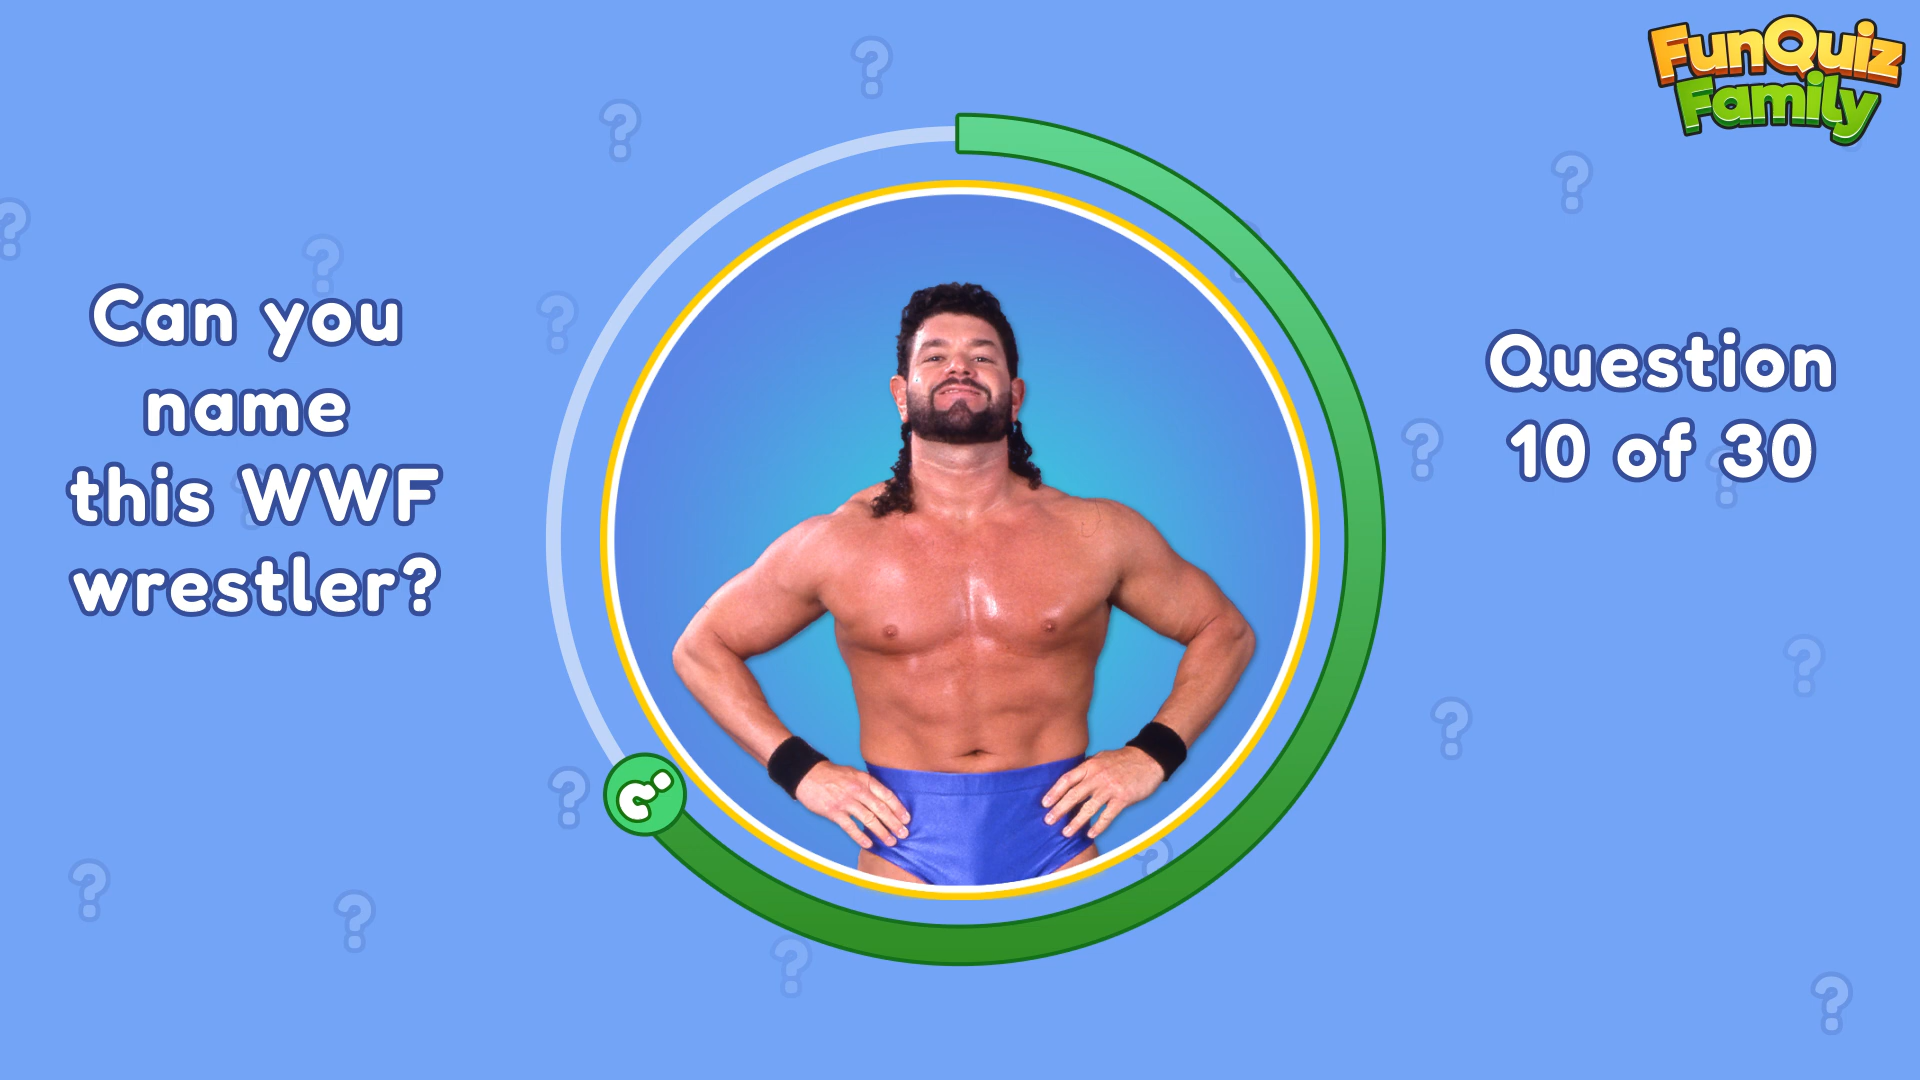 FunQuiz
Family
Can you
name
this WWF
wrestler?
Question
10 of 30